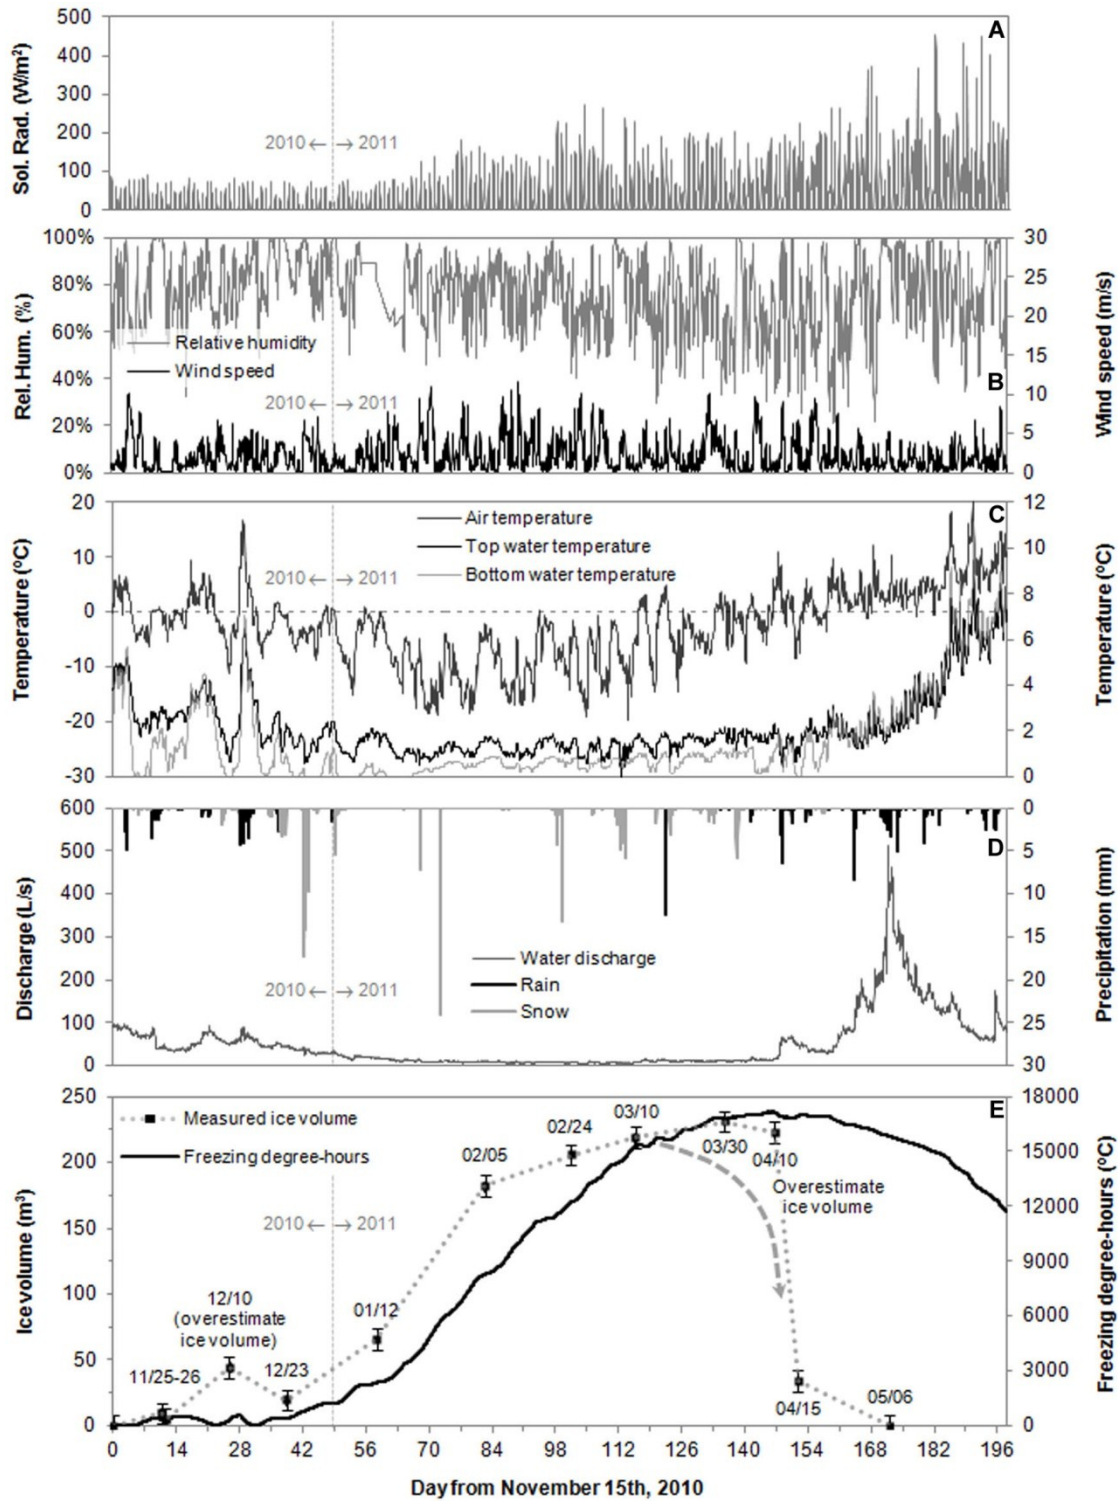 A
Sol. Rad. (W/m²)
500
400
300
200
100
0
2010 ← → 2011
B
Rel. Hum. (%)
100%
80%
60%
40%
20%
0%
Relative humidity
Wind speed
2010 ← → 2011
30
25
20
15
10
5
0
Wind speed (m/s)
C
Temperature (ºC)
20
10
0
-10
-20
-30
Air temperature
Top water temperature
Bottom water temperature
2010 ← → 2011
12
10
8
6
4
2
0
Temperature (ºC)
D
Discharge (L/s)
600
500
400
300
200
100
0
Water discharge
Rain
Snow
2010 ← → 2011
0
5
10
15
20
25
30
Precipitation (mm)
E
Ice volume (m³)
250
200
150
100
50
0
Measured ice volume
Freezing degree-hours
2010 ← → 2011
11/25-26
12/10
(overestimate
ice volume)
12/23
01/12
02/05
02/24
03/10
03/30
04/10
Overestimate
ice volume
04/15
05/06
18000
15000
12000
9000
6000
3000
0
Freezing degree-hours (ºC)
0 14 28 42 56 70 84 98 112 126 140 154 168 182 196
Day from November 15th, 2010